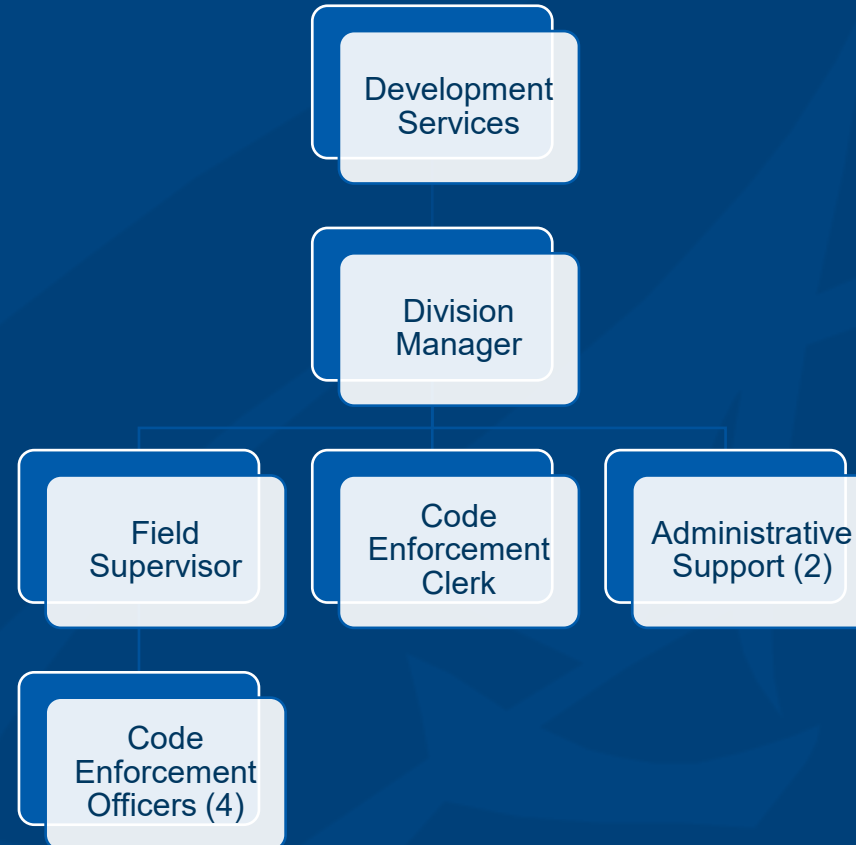 Development
Services
Division
Manager
Field
Supervisor
Code
Enforcement
Clerk
Administrative
Support (2)
Code
Enforcement
Officers (4)